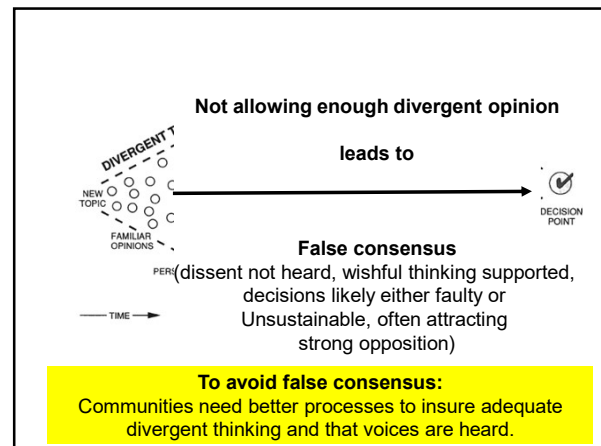 Not allowing enough divergent opinion
leads to
DIVERGENT T
NEW
TOPIC
FAMILIAR
OPINIONS
DECISION
POINT
PERS
TIME
False consensus
(dissent not heard, wishful thinking supported,
decisions likely either faulty or
Unsustainable, often attracting
strong opposition)
To avoid false consensus:
Communities need better processes to insure adequate
divergent thinking and that voices are heard.